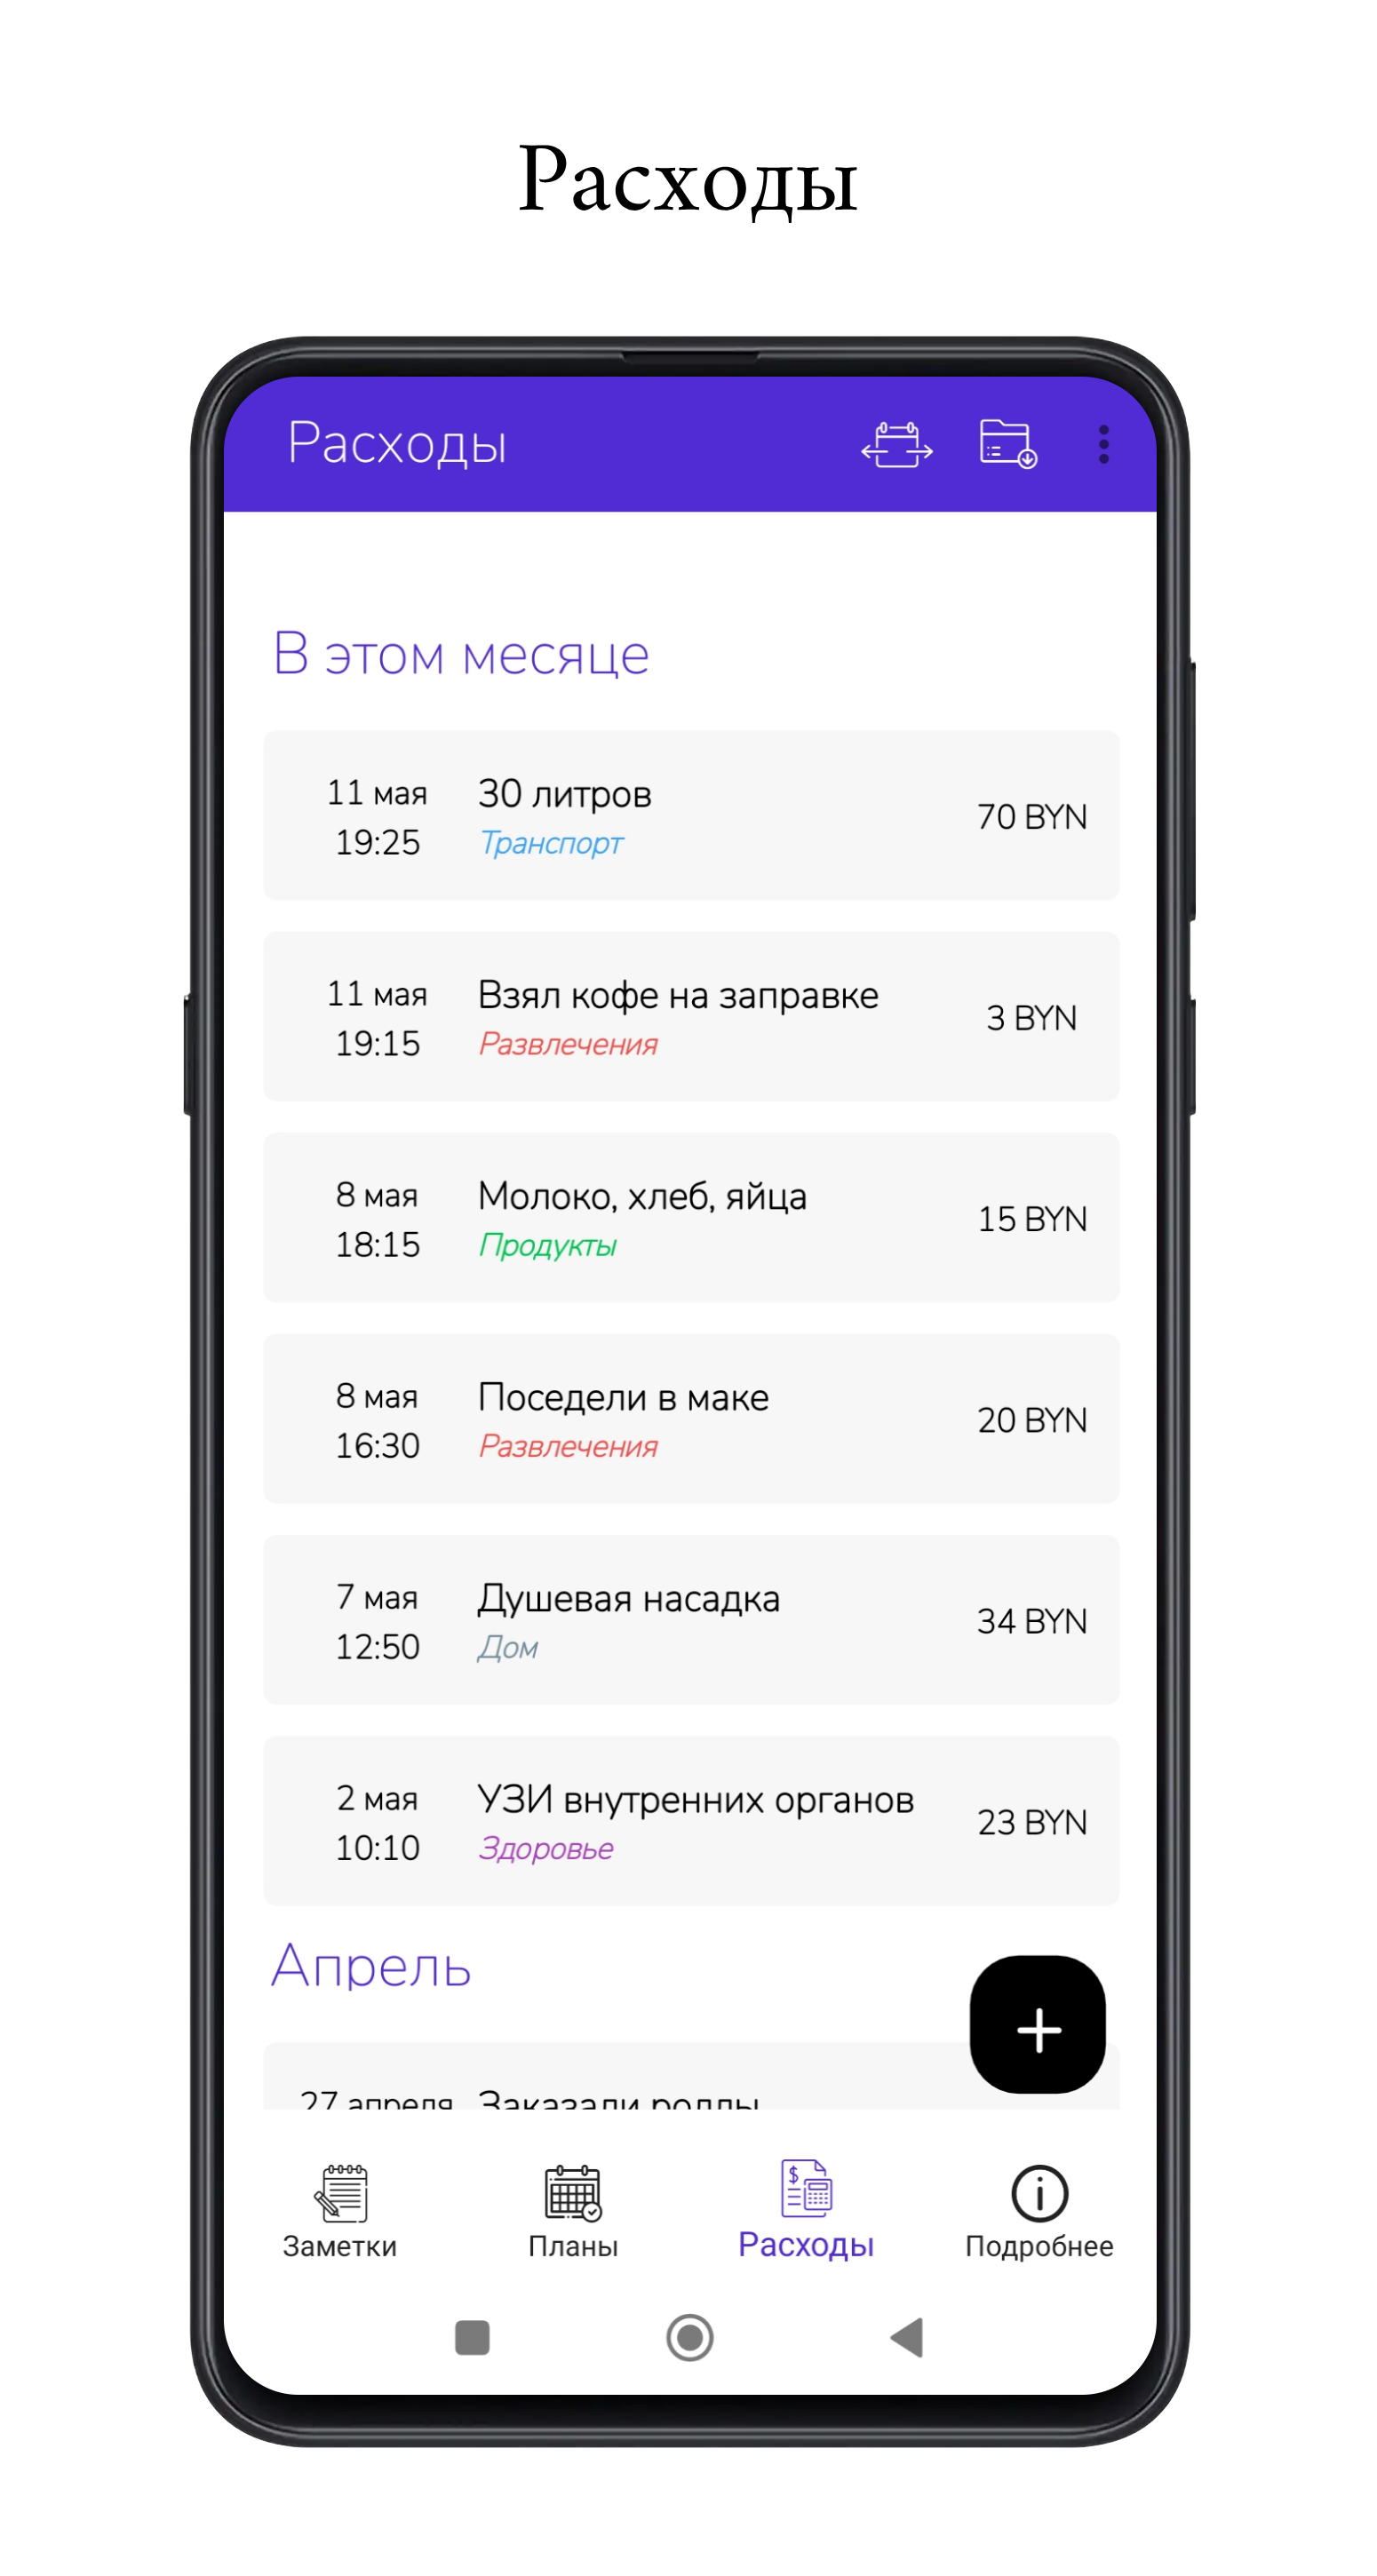 Расходы
Расходы
В этом месяце
11 мая
19:25
30 литров
Транспорт
70 BYN
11 мая
19:15
Взял кофе на заправке
Развлечения
3 BYN
8 мая
18:15
Молоко, хлеб, яйца
Продукты
15 BYN
8 мая
16:30
Поседели в маке
Развлечения
20 BYN
7 мая
12:50
Душевая насадка
Дом
34 BYN
2 мая
10:10
УЗИ внутренних органов
Здоровье
23 BYN
Апрель
27 апреля
Заказали роллы
Заметки
Планы
Расходы
Подробнее